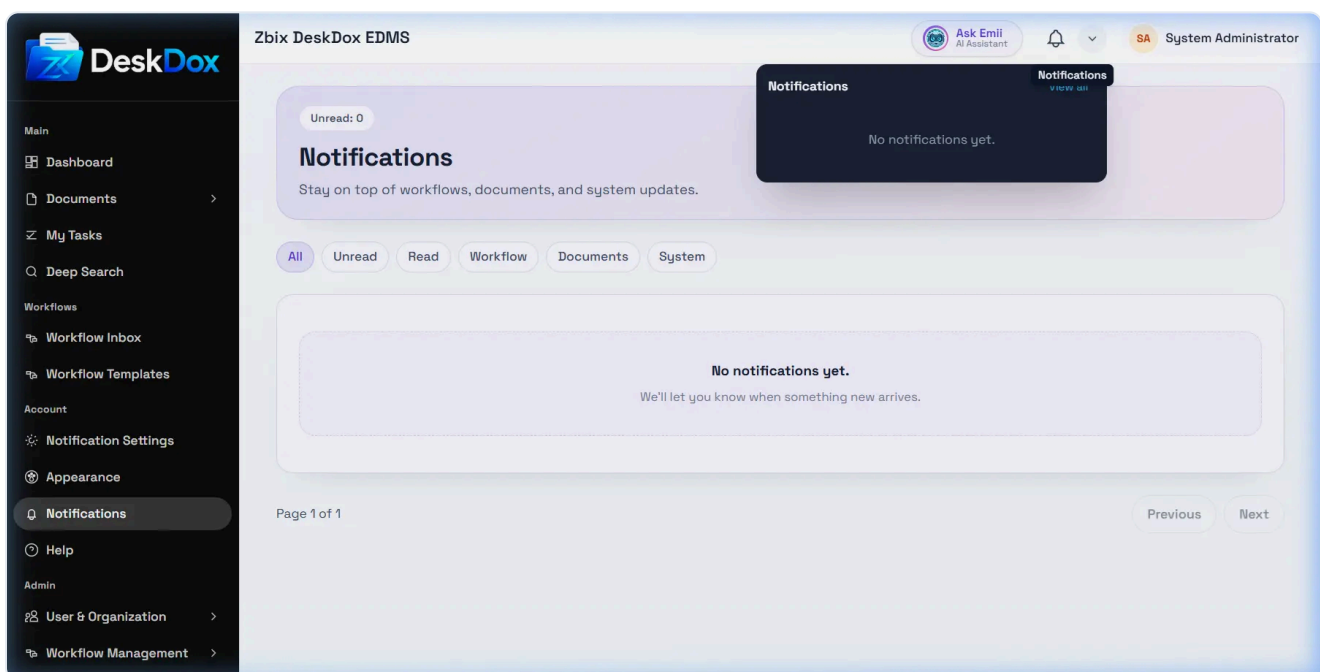 DeskDox
Main
Dashboard
Documents
My Tasks
Deep Search
Workflows
Workflow Inbox
Workflow Templates
Account
Notification Settings
Appearance
Notifications
Help
Admin
User & Organization
Workflow Management
Zbix DeskDox EDMS
Ask Emii
AI Assistant
SA System Administrator
Notifications
Notifications
View all
No notifications yet.
Unread: 0
Notifications
Stay on top of workflows, documents, and system updates.
All Unread Read Workflow Documents System
No notifications yet.
We'll let you know when something new arrives.
Page 1 of 1
Previous Next